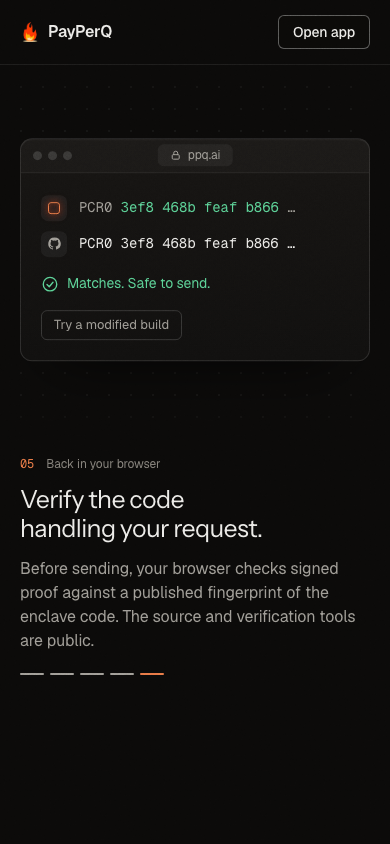 PayPerQ
Open app
ppq.ai
PCR0 3ef8 468b feaf b866 …
PCR0 3ef8 468b feaf b866 …
Matches. Safe to send.
Try a modified build
05 Back in your browser
Verify the code
handling your request.
Before sending, your browser checks signed
proof against a published fingerprint of the
enclave code. The source and verification tools
are public.